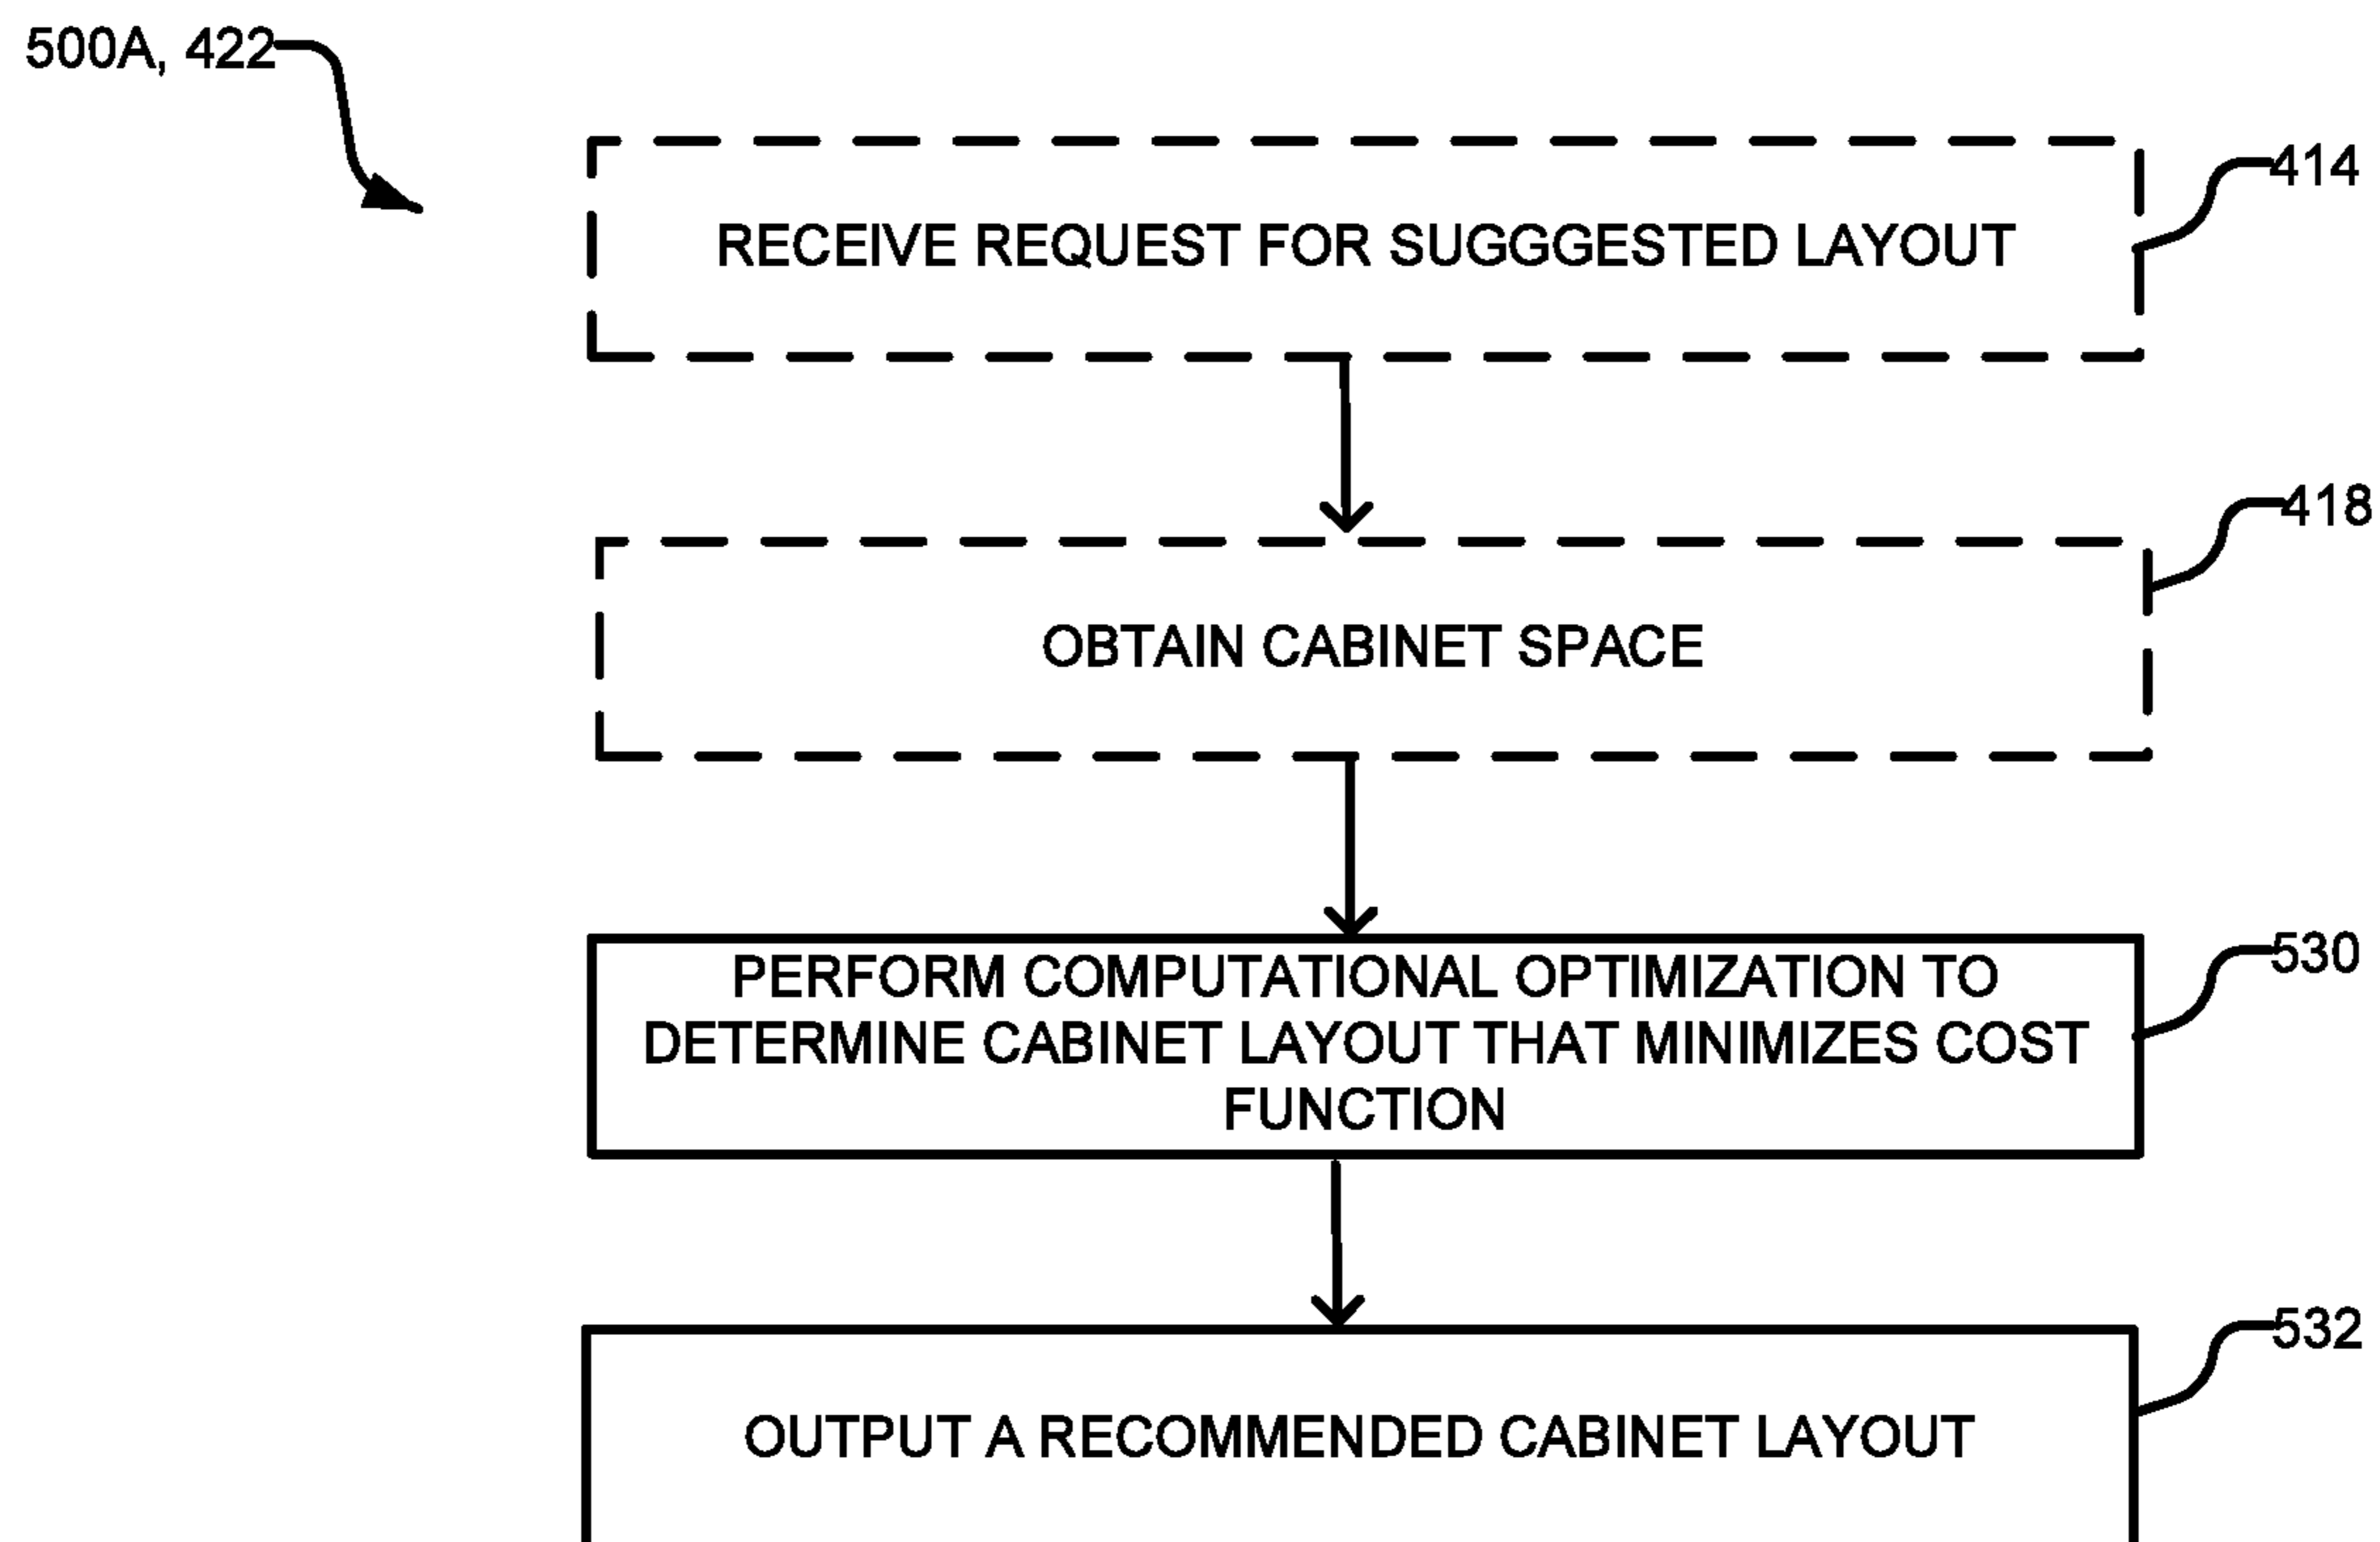 500A, 422
414
RECEIVE REQUEST FOR SUGGGESTED LAYOUT
418
OBTAIN CABINET SPACE
530
PERFORM COMPUTATIONAL OPTIMIZATION TO
DETERMINE CABINET LAYOUT THAT MINIMIZES COST
FUNCTION
532
OUTPUT A RECOMMENDED CABINET LAYOUT